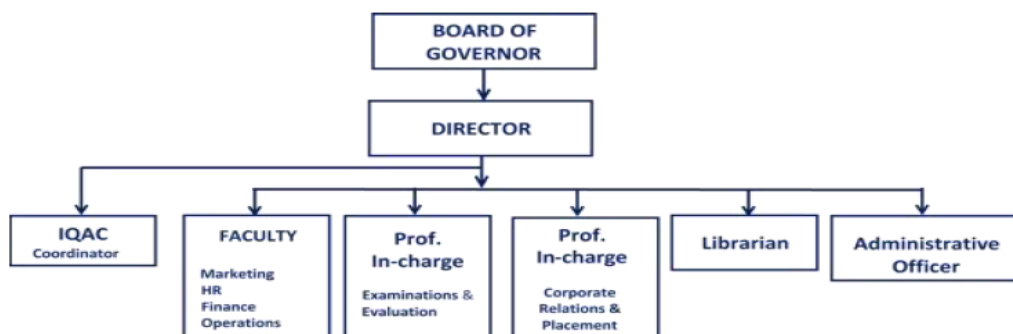 BOARD OF
GOVERNOR
DIRECTOR
IQAC
Coordinator
FACULTY
Marketing
HR
Finance
Operations
Prof.
In-charge
Examinations &
Evaluation
Prof.
In-charge
Corporate
Relations &
Placement
Librarian
Administrative
Officer